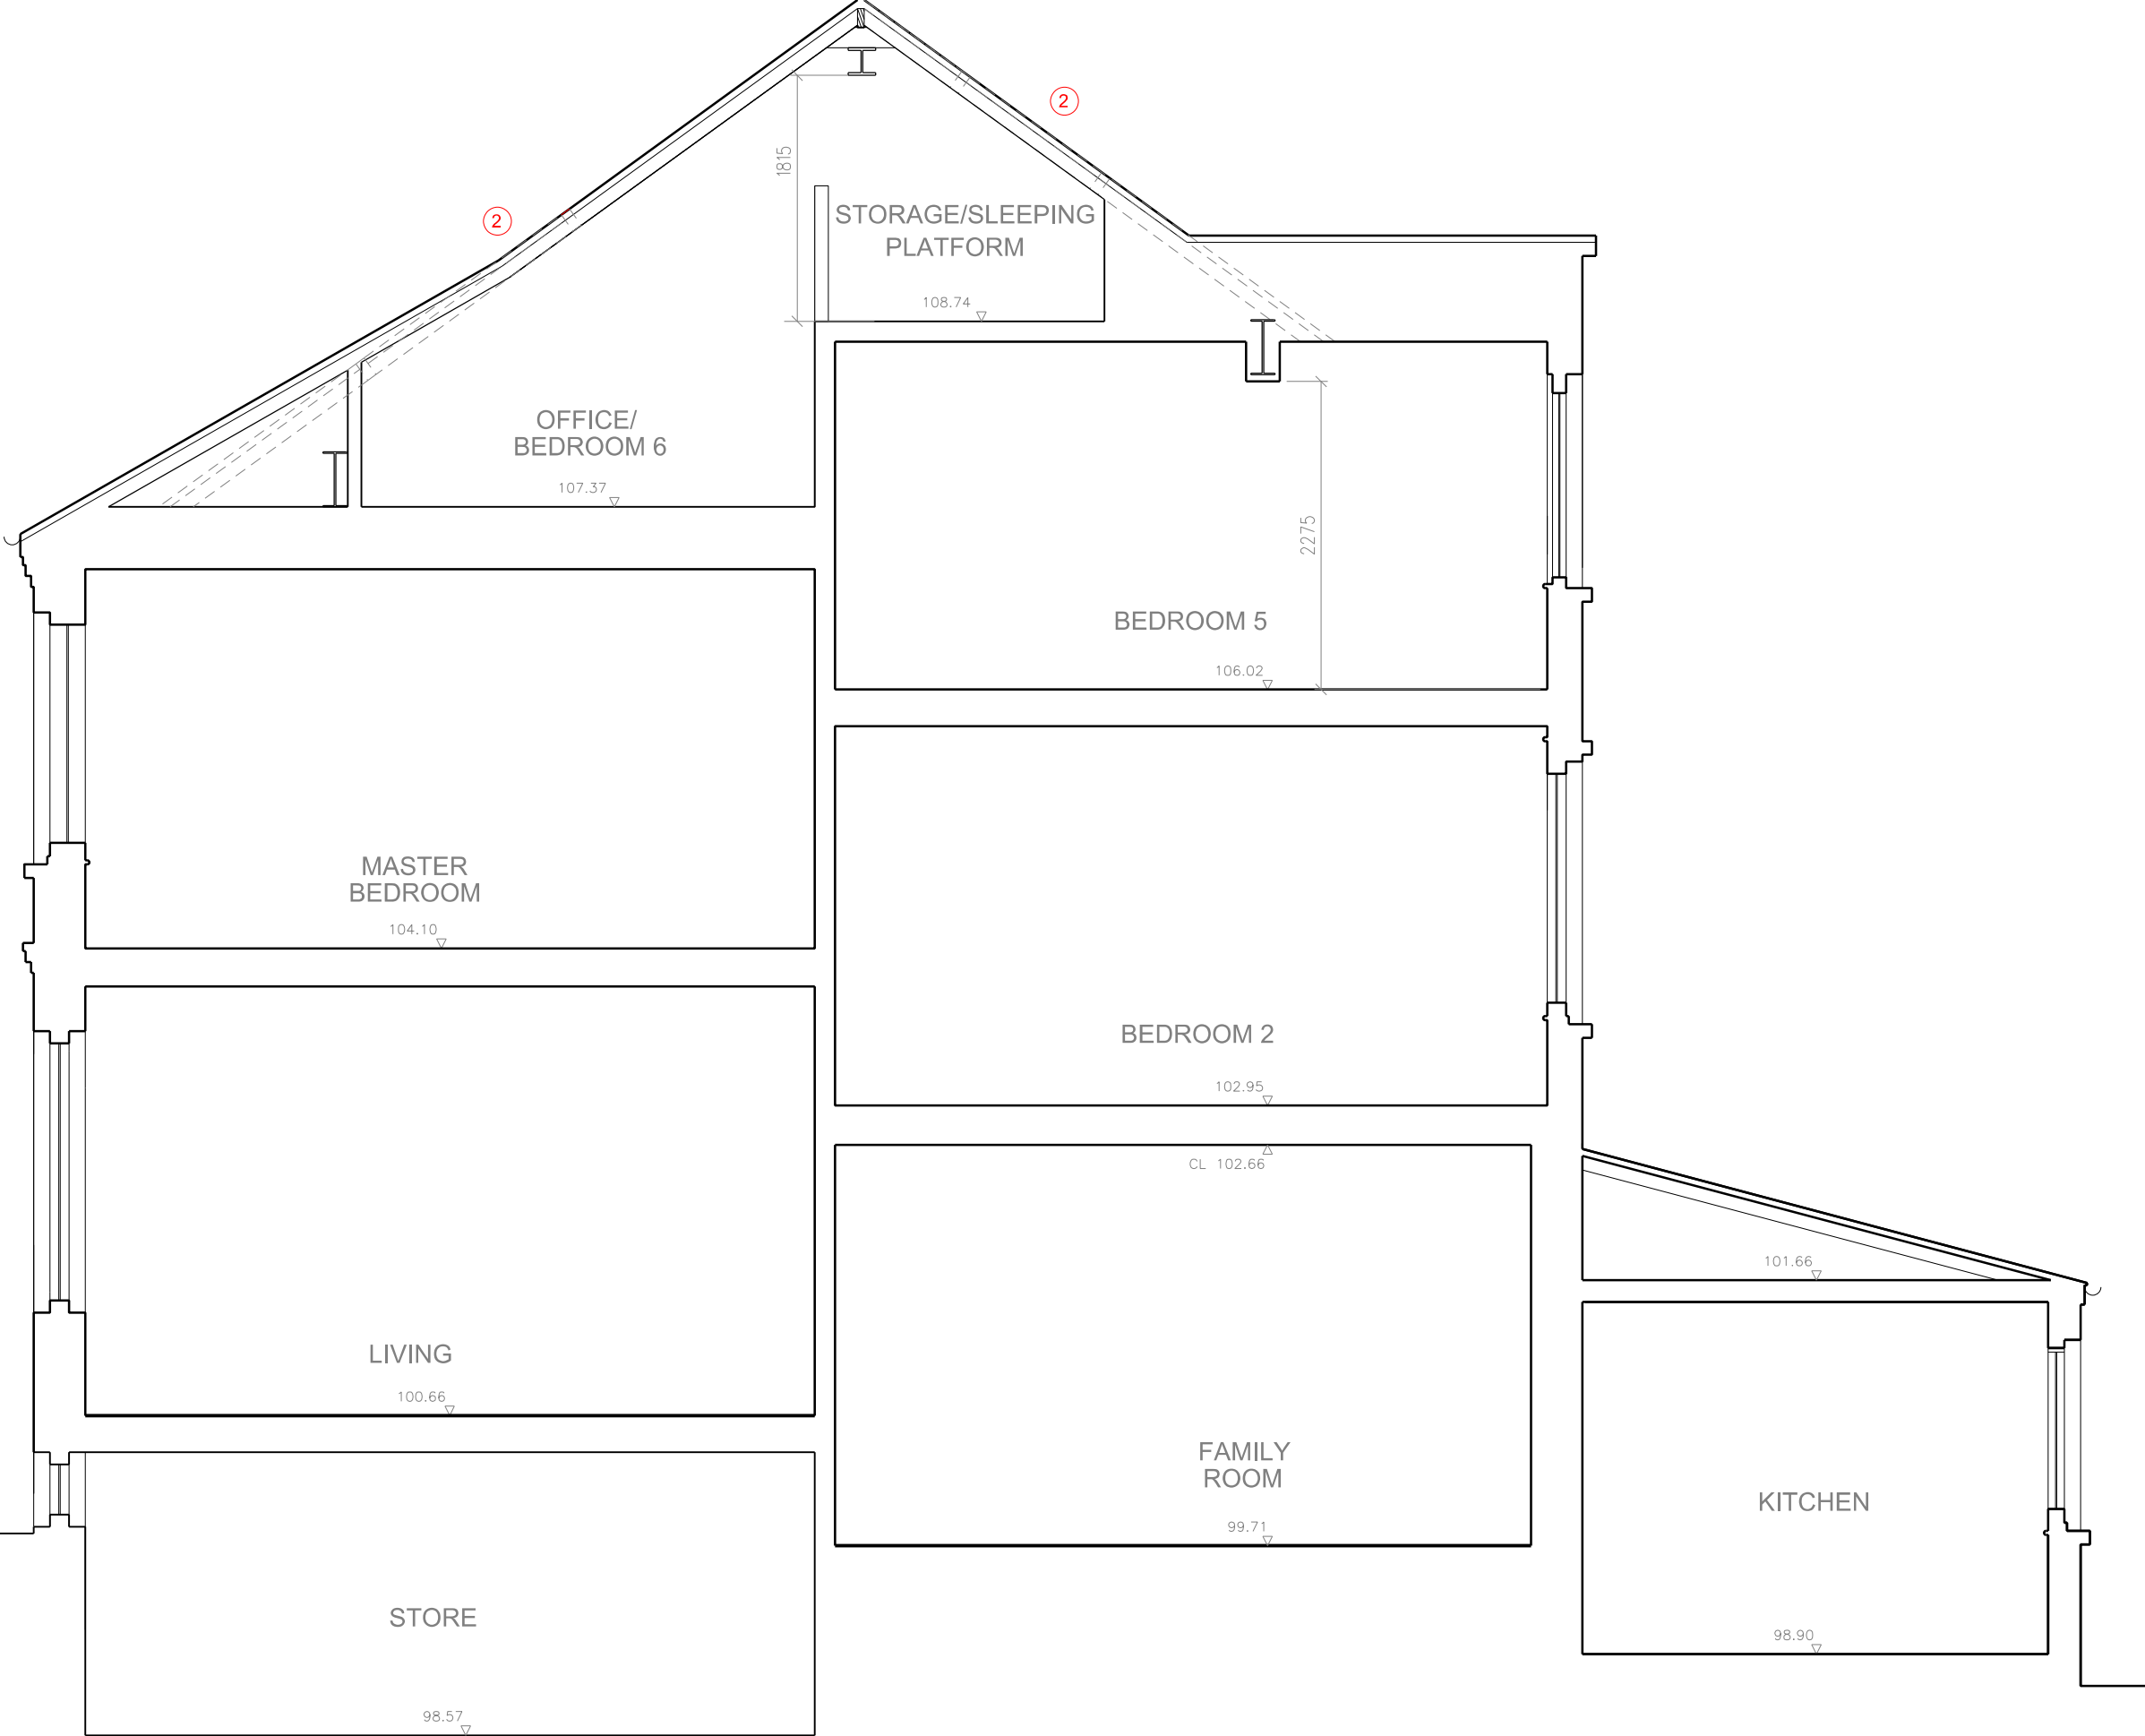 2
1815
2
STORAGE/SLEEPING
PLATFORM
108.74
OFFICE/
BEDROOM 6
107.37
2275
BEDROOM 5
106.02
MASTER
BEDROOM
104.10
BEDROOM 2
102.95
CL 102.66
101.66
LIVING
100.66
FAMILY
ROOM
99.71
KITCHEN
98.90
STORE
98.57